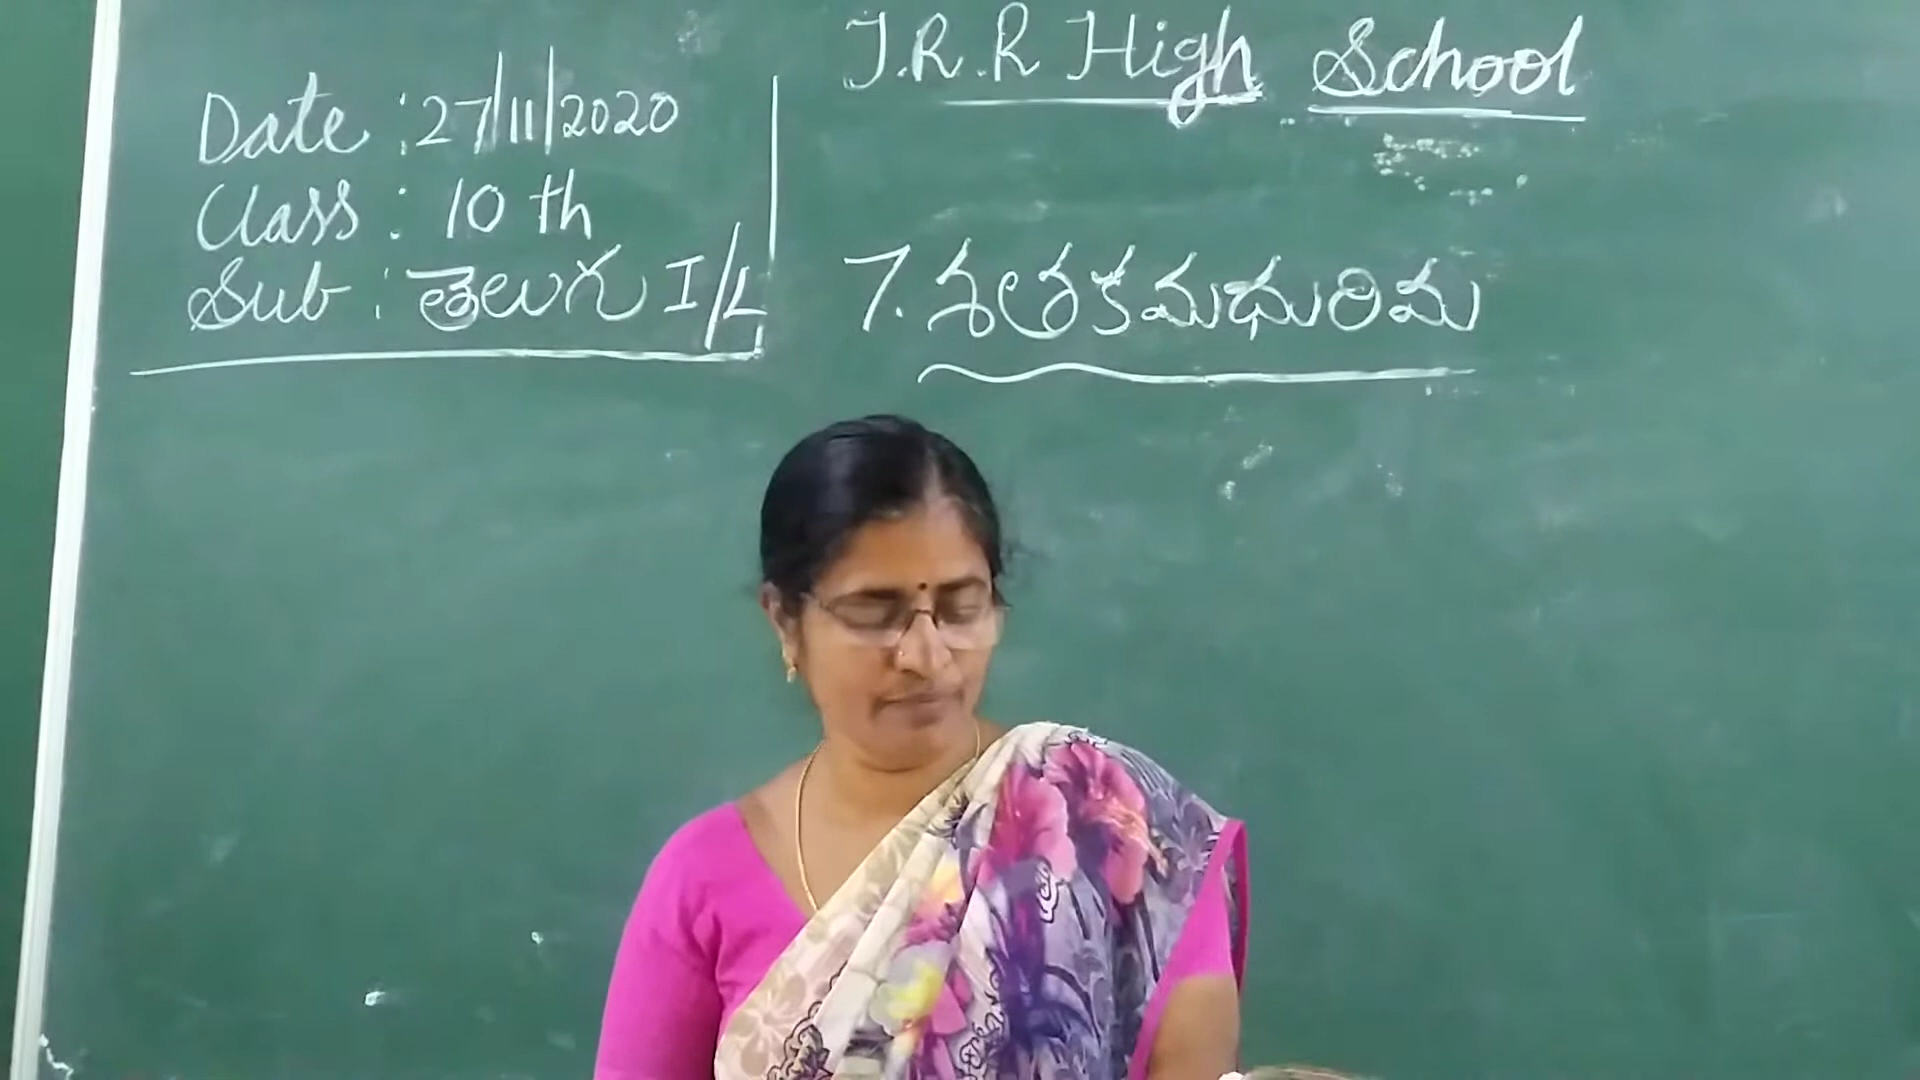 J.R.R High School
Date : 27/11/2020
Class : 10 th
Sub : తెలుగు I/L
7. శతకమధురిమ